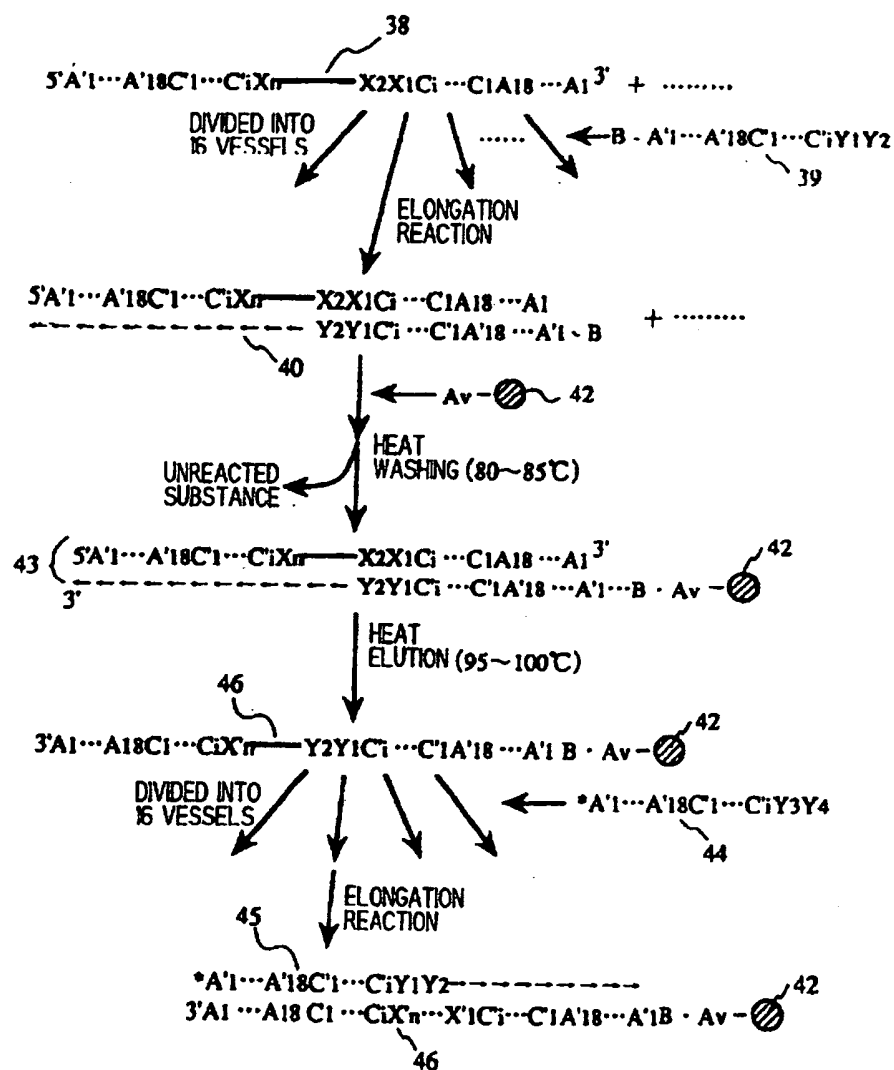 38
5'A'1···A'18C'1···C'iXn
X2X1Ci···C1A18···A1 3' + ·········
DIVIDED INTO
16 VESSELS
······
B - A'1···A'18C'1···C'iY1Y2
39
ELONGATION
REACTION
5'A'1···A'18C'1···C'iXn
X2X1Ci···C1A18···A1
Y2Y1C'i···C'1A'18···A'1-B
+ ·········
40
Av-
42
HEAT
WASHING (80~85℃)
UNREACTED
SUBSTANCE
43
5'A'1···A'18C'1···C'iXn
X2X1Ci···C1A18···A1 3'
42
3'
Y2Y1C'i···C'1A'18···A'1···B · Av-
HEAT
ELUTION (95~100℃)
46
42
3'A1···A18C1···CiX'n
Y2Y1C'i···C'1A'18···A'1 B · Av-
DIVIDED INTO
16 VESSELS
*A'1···A'18C'1···C'iY3Y4
44
ELONGATION
REACTION
45
*A'1···A'18C'1···C'iY1Y2
42
3'A1···A18 C1···CiX'n···X'1C'i···C'1A'18···A'1B · Av-
46